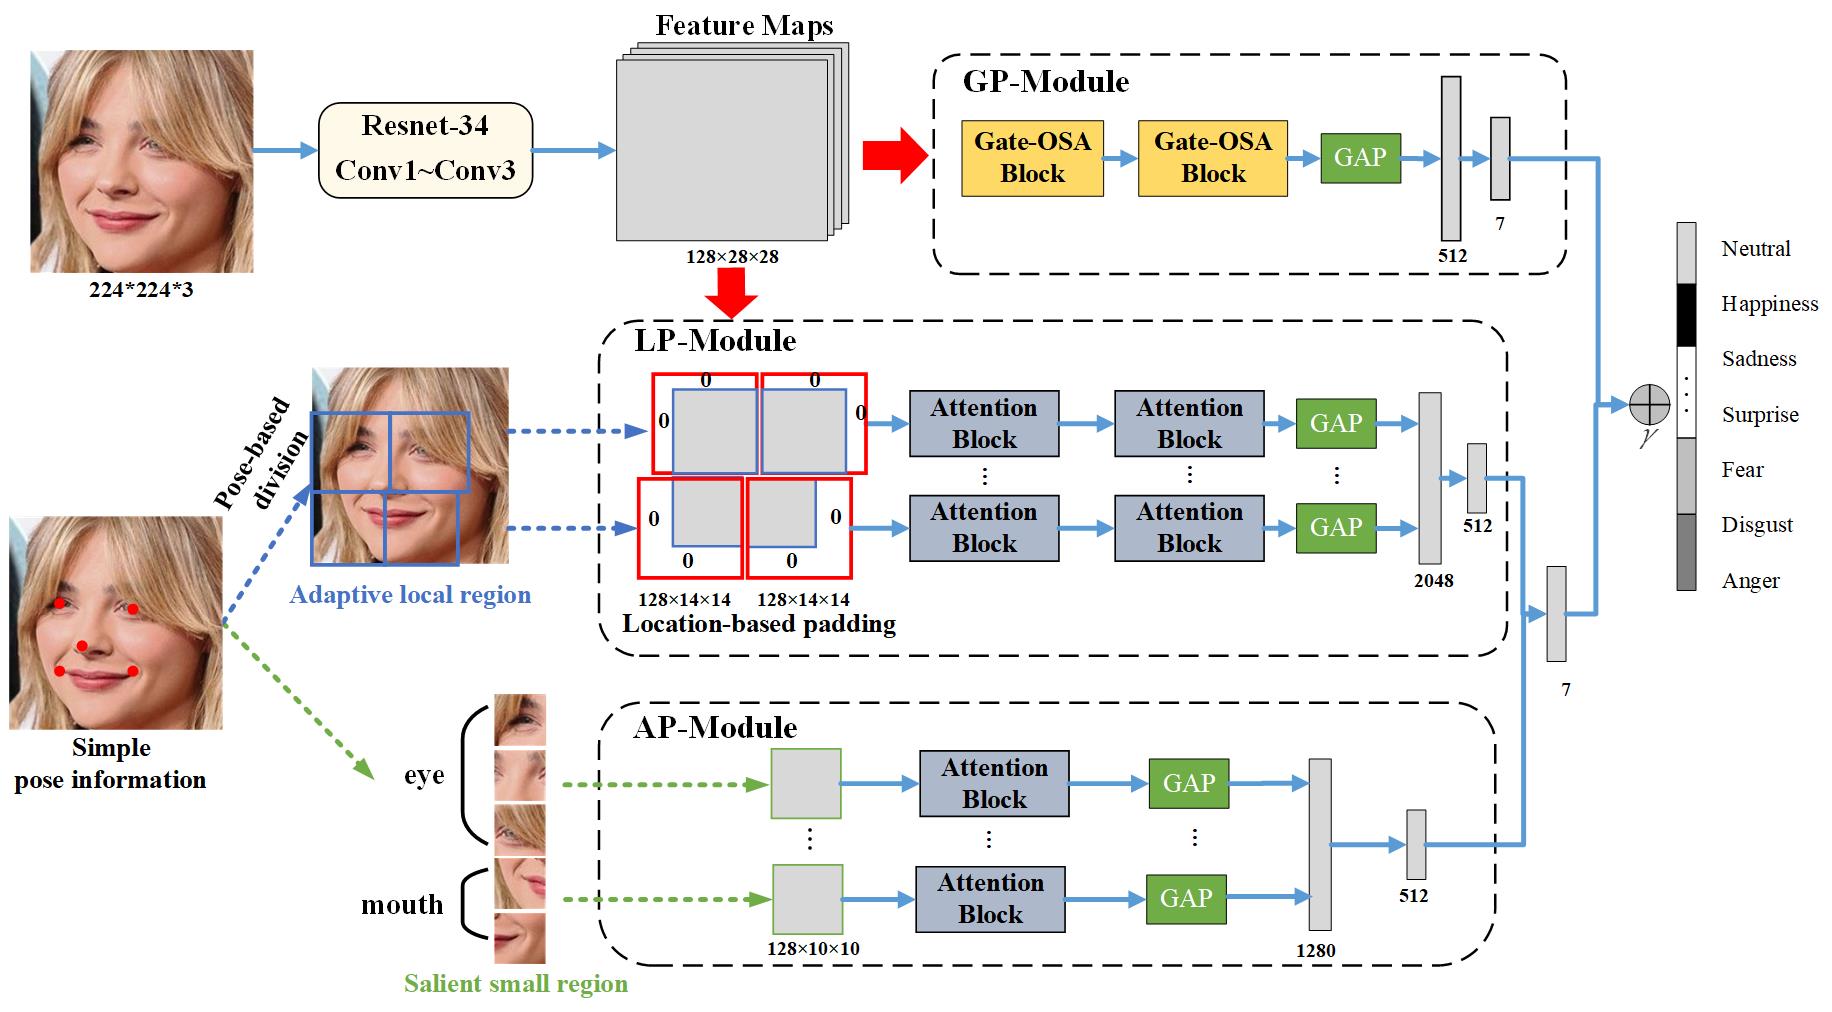 Feature Maps
Resnet-34
Conv1~Conv3
224*224*3
128×28×28
GP-Module
Gate-OSA
Block
Gate-OSA
Block
GAP
512
7
LP-Module
0
0
0
0
0
0
0
0
128×14×14
128×14×14
Location-based padding
Attention
Block
Attention
Block
GAP
⋮
⋮
⋮
Attention
Block
Attention
Block
GAP
2048
512
7
Pose-based
division
Adaptive local region
Simple
pose information
eye
mouth
Salient small region
AP-Module
Attention
Block
GAP
⋮
⋮
⋮
Attention
Block
GAP
128×10×10
1280
512
γ
Neutral
Happiness
Sadness
⋮
Surprise
Fear
Disgust
Anger